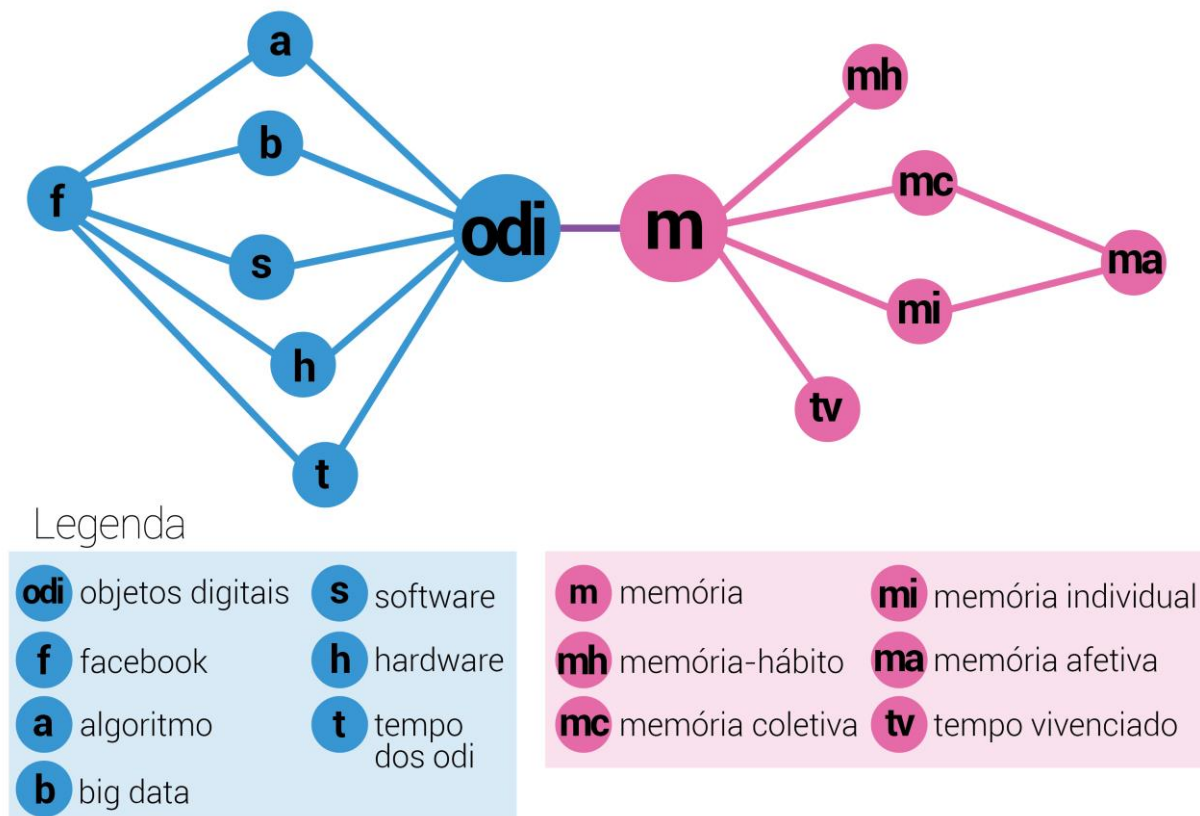 a
mh
b
mc
f
odi
m
s
ma
mi
h
tv
t
Legenda
odi objetos digitais
s software
m memória
mi memória individual
f facebook
h hardware
mh memória-hábito
ma memória afetiva
a algoritmo
t tempo
dos odi
mc memória coletiva
tv tempo vivenciado
b big data